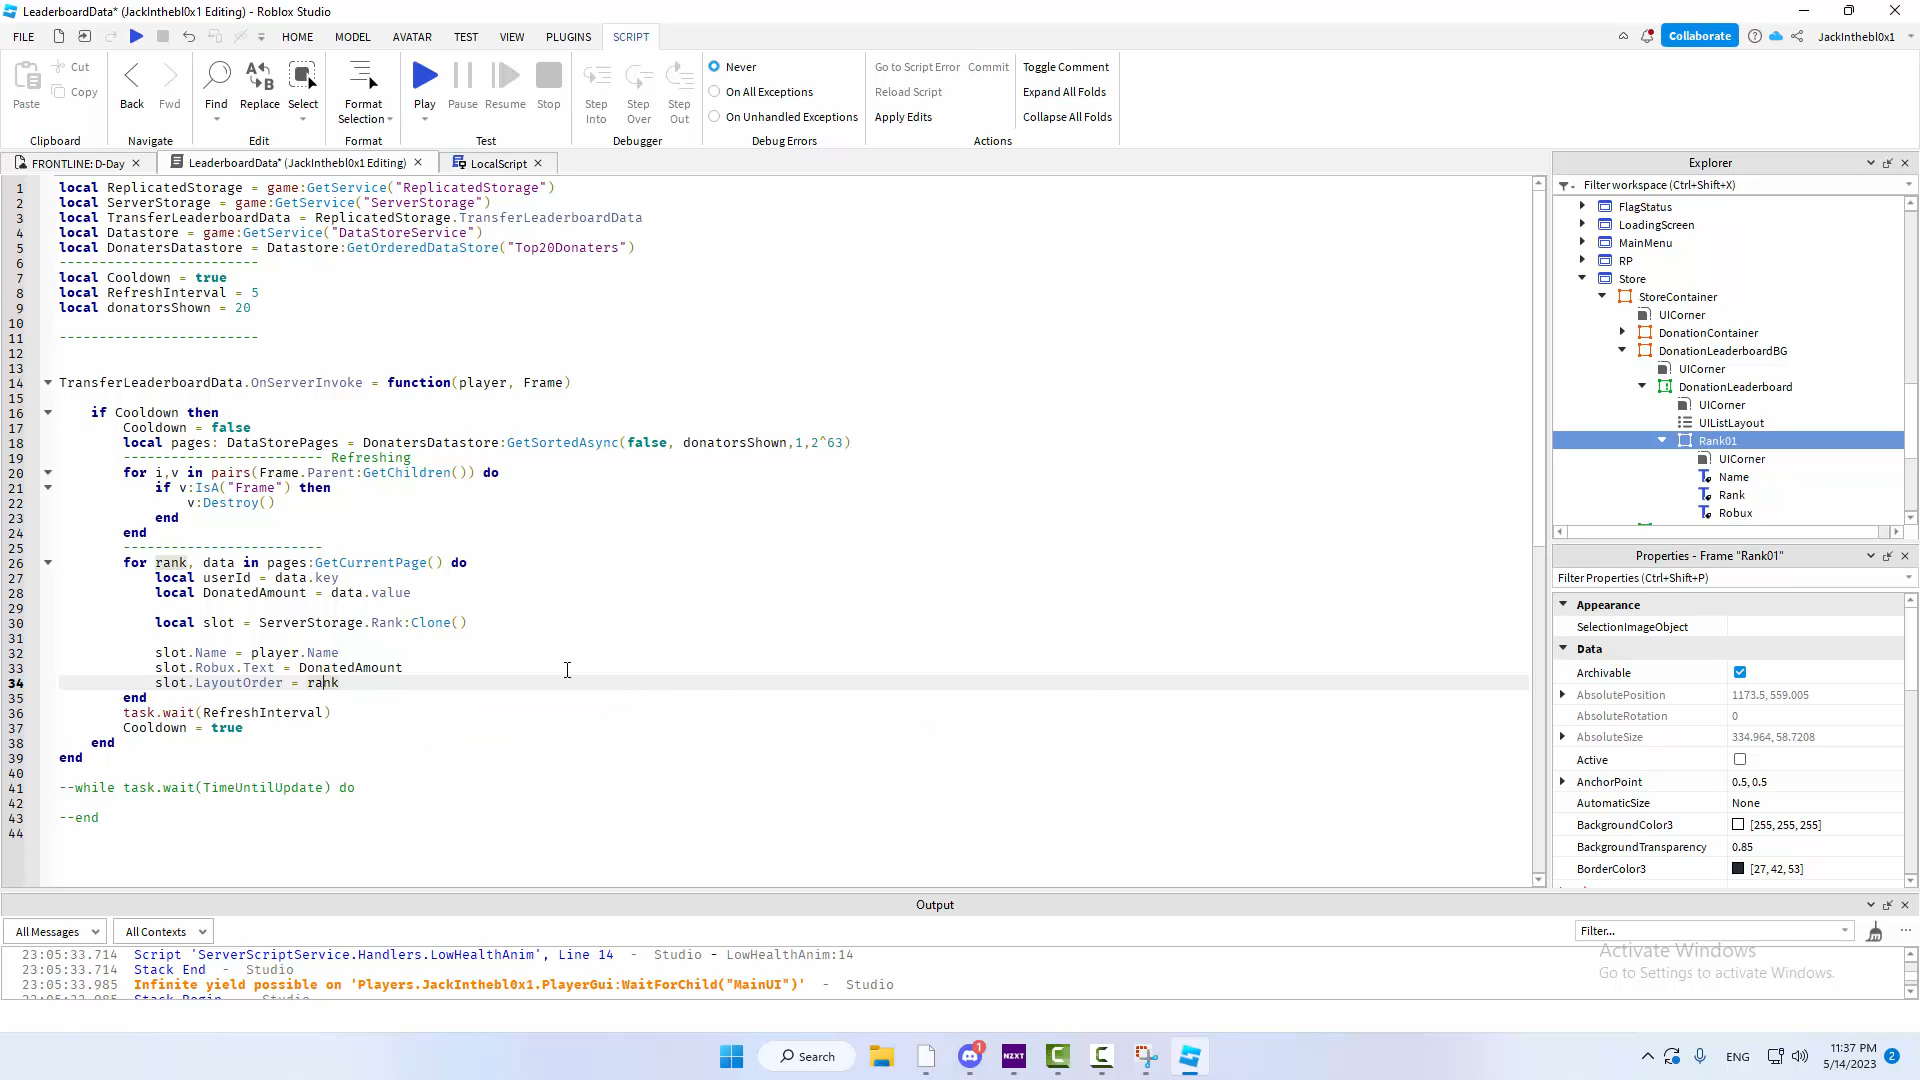 LeaderboardData* (JackInthebl0x1 Editing) - Roblox Studio
FILE HOME MODEL AVATAR TEST VIEW PLUGINS SCRIPT Collaborate JackInthebl0x1
Paste Cut Copy Back Fwd Find Replace Select Format Selection Play Pause Resume Stop Step Into Step Over Step Out
Never Go to Script Error Commit Toggle Comment
On All Exceptions Reload Script Expand All Folds
On Unhandled Exceptions Apply Edits Collapse All Folds
Clipboard Navigate Edit Format Test Debugger Debug Errors Actions
FRONTLINE: D-Day LeaderboardData* (JackInthebl0x1 Editing) LocalScript
1 local ReplicatedStorage = game:GetService("ReplicatedStorage")
2 local ServerStorage = game:GetService("ServerStorage")
3 local TransferLeaderboardData = ReplicatedStorage.TransferLeaderboardData
4 local Datastore = game:GetService("DataStoreService")
5 local DonatersDatastore = Datastore:GetOrderedDataStore("Top20Donaters")
6 -------------------------
7 local Cooldown = true
8 local RefreshInterval = 5
9 local donatorsShown = 20
10
11 -------------------------
12
13
14 TransferLeaderboardData.OnServerInvoke = function(player, Frame)
15
16 if Cooldown then
17 Cooldown = false
18 local pages: DataStorePages = DonatersDatastore:GetSortedAsync(false, donatorsShown,1,2^63)
19 ------------------------- Refreshing
20 for i,v in pairs(Frame.Parent:GetChildren()) do
21 if v:IsA("Frame") then
22 v:Destroy()
23 end
24 end
25 -------------------------
26 for rank, data in pages:GetCurrentPage() do
27 local userId = data.key
28 local DonatedAmount = data.value
29
30 local slot = ServerStorage.Rank:Clone()
31
32 slot.Name = player.Name
33 slot.Robux.Text = DonatedAmount
34 slot.LayoutOrder = rank
35 end
36 task.wait(RefreshInterval)
37 Cooldown = true
38 end
39 end
40
41 --while task.wait(TimeUntilUpdate) do
42
43 --end
44
Explorer
Filter workspace (Ctrl+Shift+X)
FlagStatus
LoadingScreen
MainMenu
RP
Store
StoreContainer
UICorner
DonationContainer
DonationLeaderboardBG
UICorner
DonationLeaderboard
UICorner
UIListLayout
Rank01
UICorner
Name
Rank
Robux
Properties - Frame "Rank01"
Filter Properties (Ctrl+Shift+P)
Appearance
SelectionImageObject
Data
Archivable
AbsolutePosition 1173.5, 559.005
AbsoluteRotation 0
AbsoluteSize 334.964, 58.7208
Active
AnchorPoint 0.5, 0.5
AutomaticSize None
BackgroundColor3 [255, 255, 255]
BackgroundTransparency 0.85
BorderColor3 [27, 42, 53]
Output
All Messages All Contexts Filter...
23:05:33.714 Script 'ServerScriptService.Handlers.LowHealthAnim', Line 14 - Studio - LowHealthAnim:14
23:05:33.714 Stack End - Studio
23:05:33.985 Infinite yield possible on 'Players.JackInthebl0x1.PlayerGui:WaitForChild("MainUI")' - Studio
23:05:33.985 Stack Begin - Studio
Activate Windows
Go to Settings to activate Windows.
Search 1 NZXT ENG 11:37 PM 2
5/14/2023